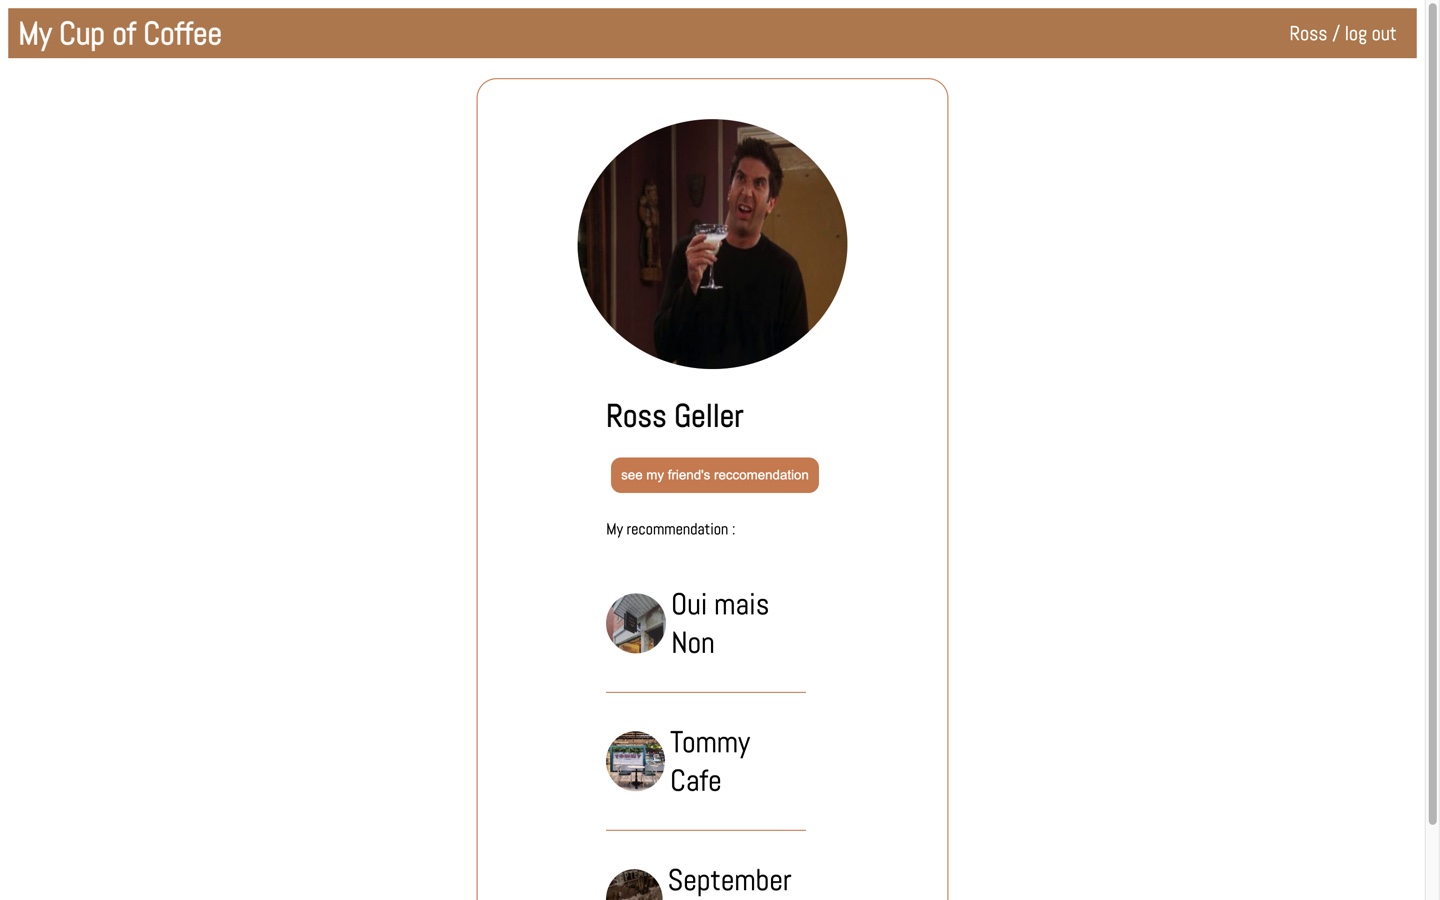 My Cup of Coffee
Ross / log out
Ross Geller
see my friend's reccomendation
My recommendation :
Oui mais
Non
Tommy
Cafe
September